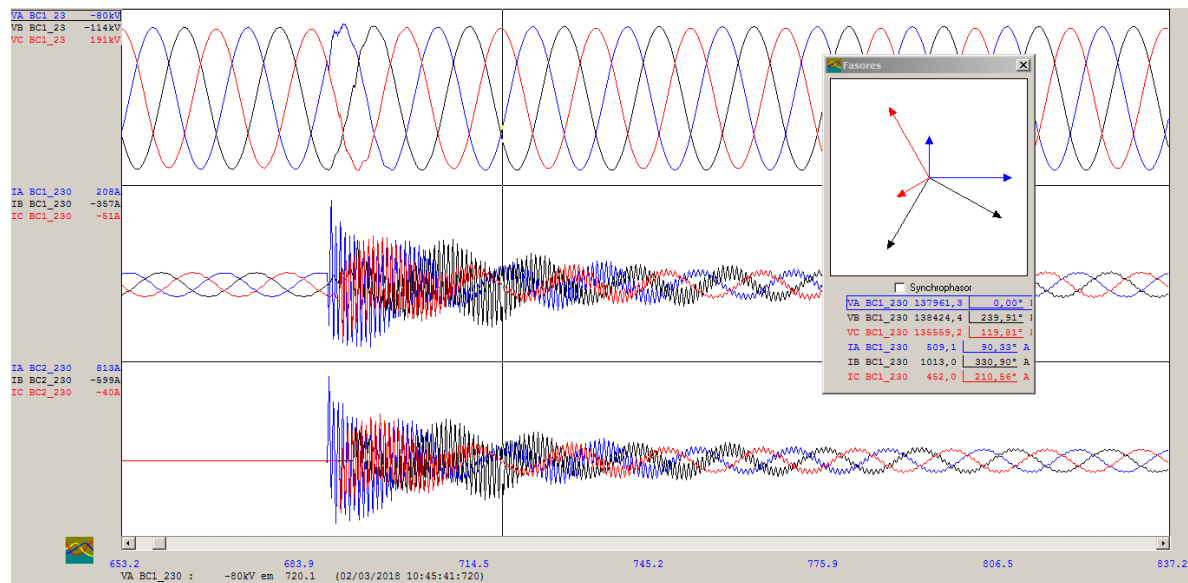 VA BC1_23 -80kV
VB BC1_23 -114kV
VC BC1_23 191kV
Fasores
Synchrophasor
VA BC1_230 137961,3 0,00°
VB BC1_230 138424,4 239,91°
VC BC1_230 135559,2 119,81°
IA BC1_230 509,1 90,33° A
IB BC1_230 1013,0 330,90° A
IC BC1_230 452,0 210,56° A
IA BC1_230 208A
IB BC1_230 -357A
IC BC1_230 -51A
IA BC2_230 813A
IB BC2_230 -599A
IC BC2_230 -40A
653.2 683.9 714.5 745.2 775.9 806.5 837.2
VA BC1_230 : -80kV em 720.1 (02/03/2018 10:45:41:720)